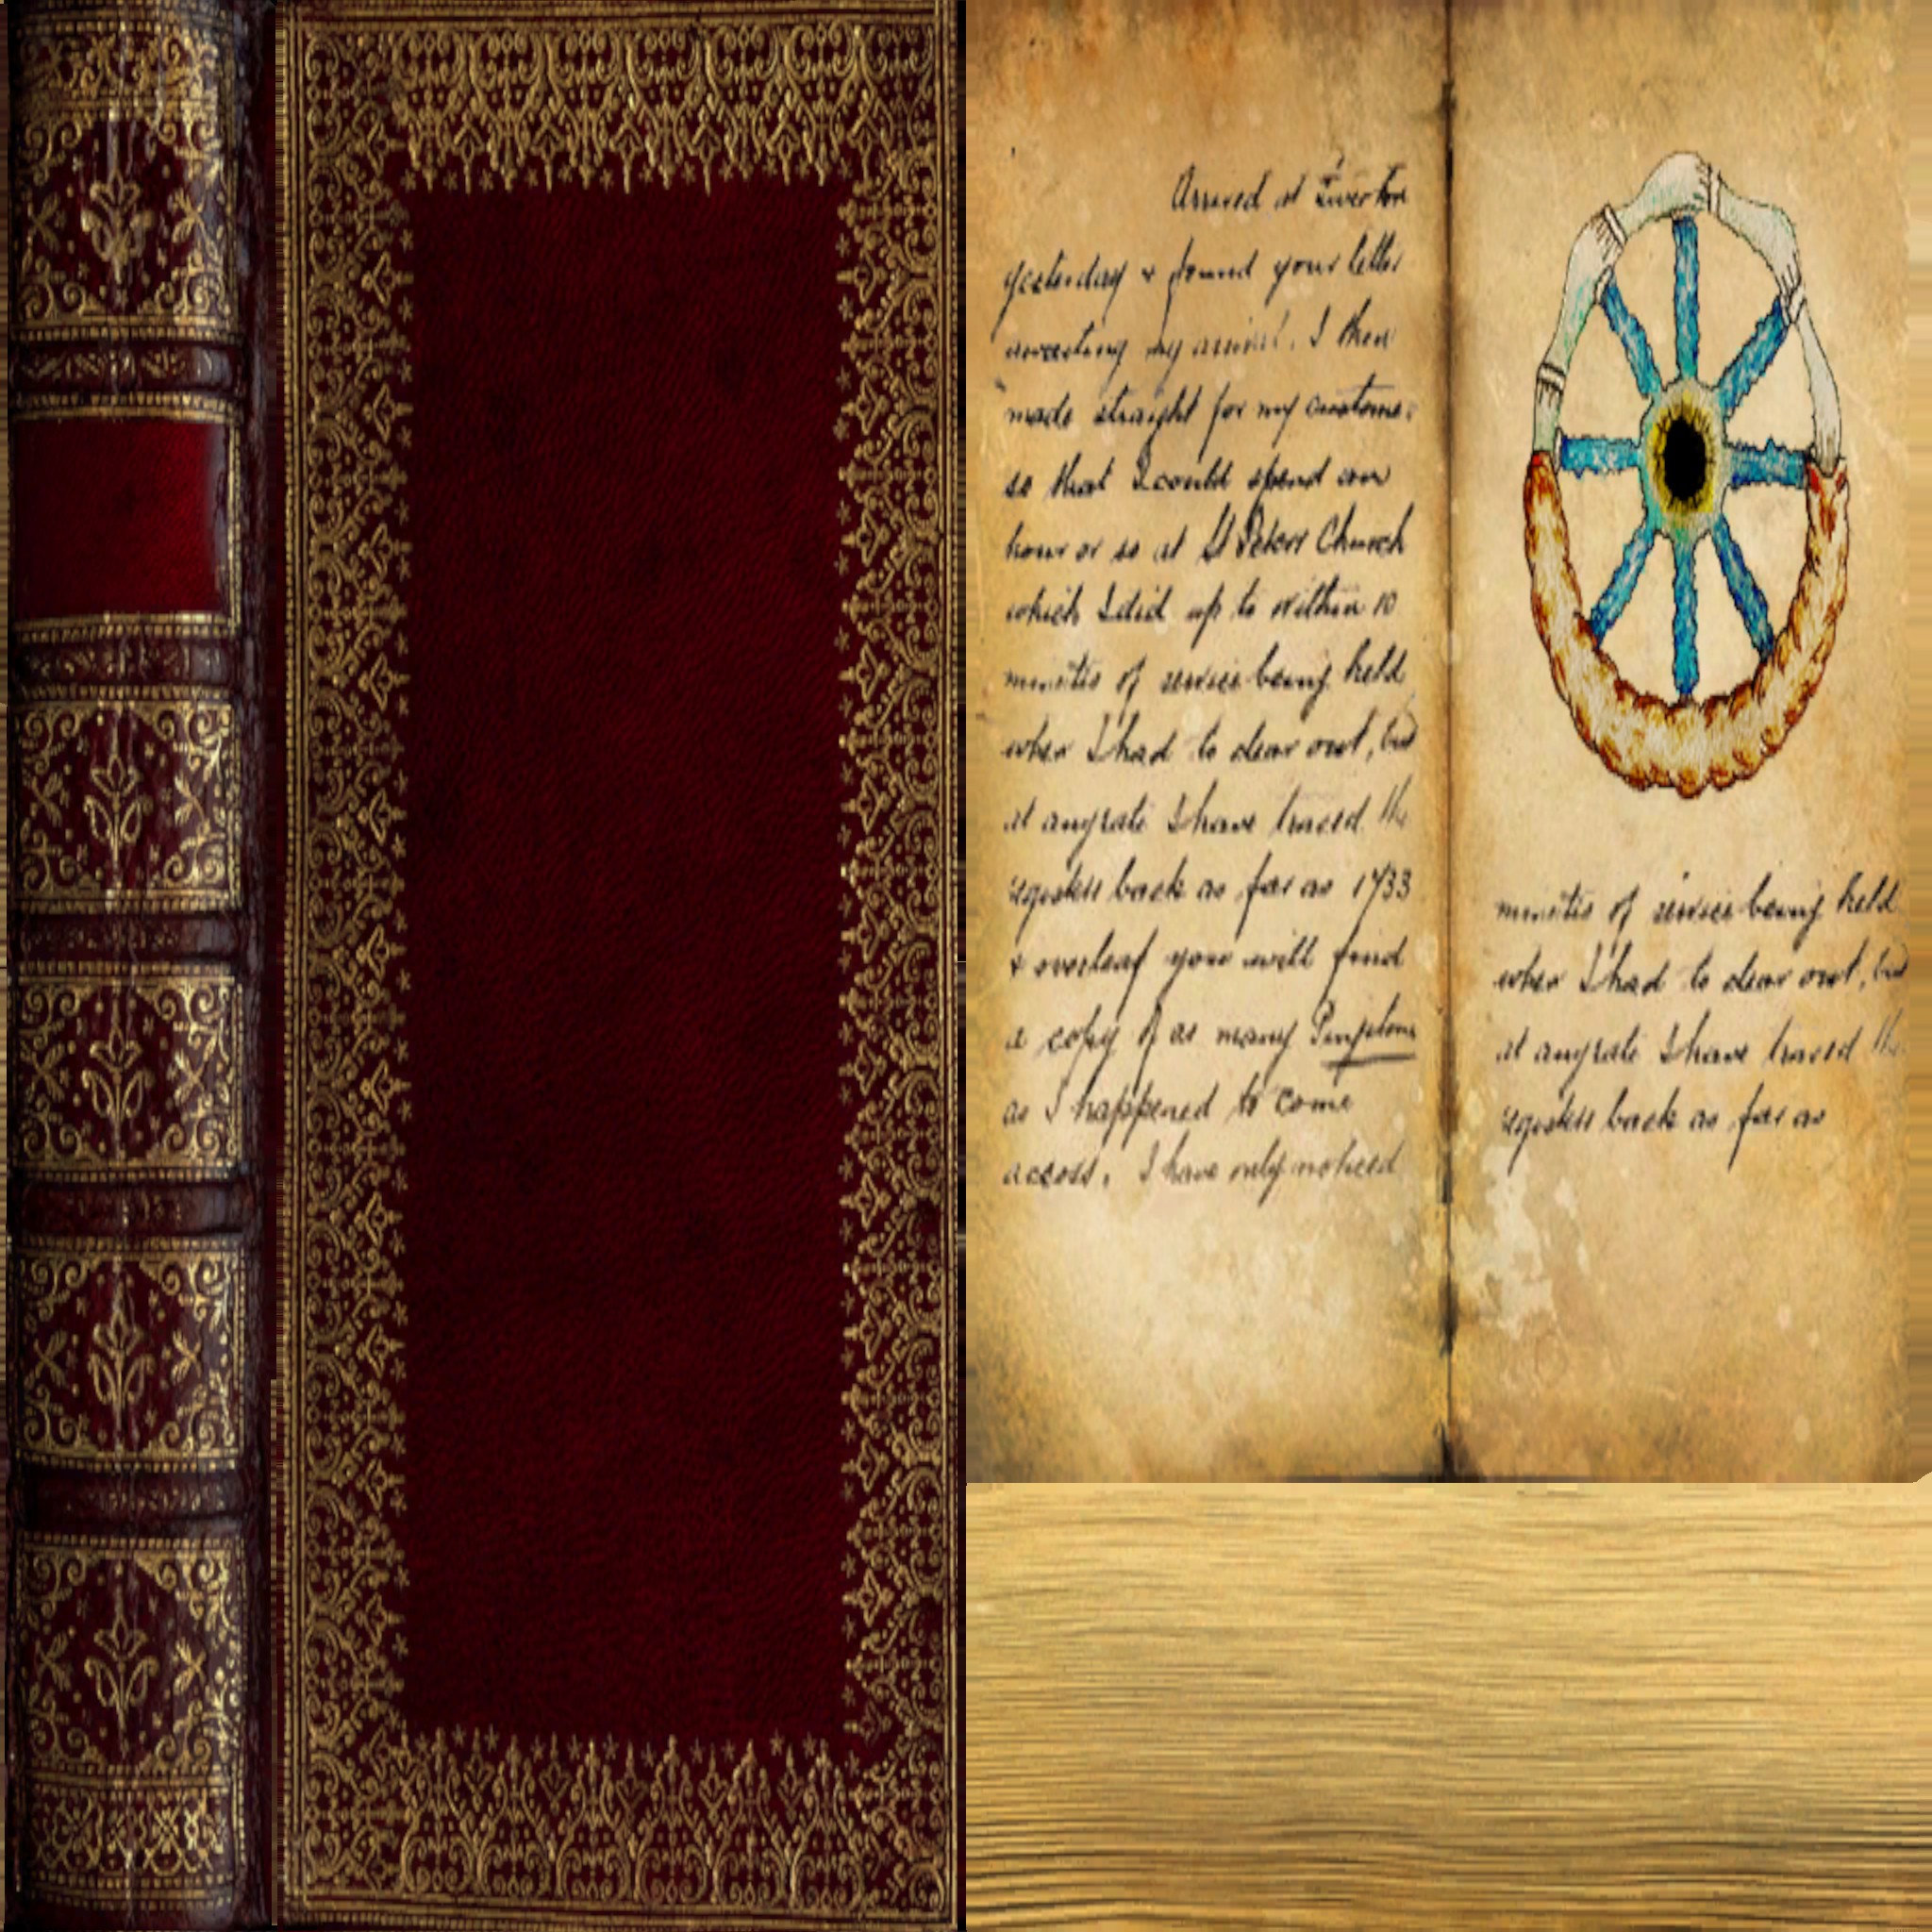 Arrived at Tiverton
yesterday & found your letter
awaiting my arrival. I then
made straight for my customer
so that I could spend an
hour or so at St Peters Church
which I did up to within 10
minutes of service being held
when I had to clear out, but
at anyrate I have traced the
registers back as far as 1733
& overleaf you will find
a copy of as many
as I happened to come
across. I have only noticed
minutes of service being held
when I had to clear out, but
at anyrate I have traced the
registers back as far as